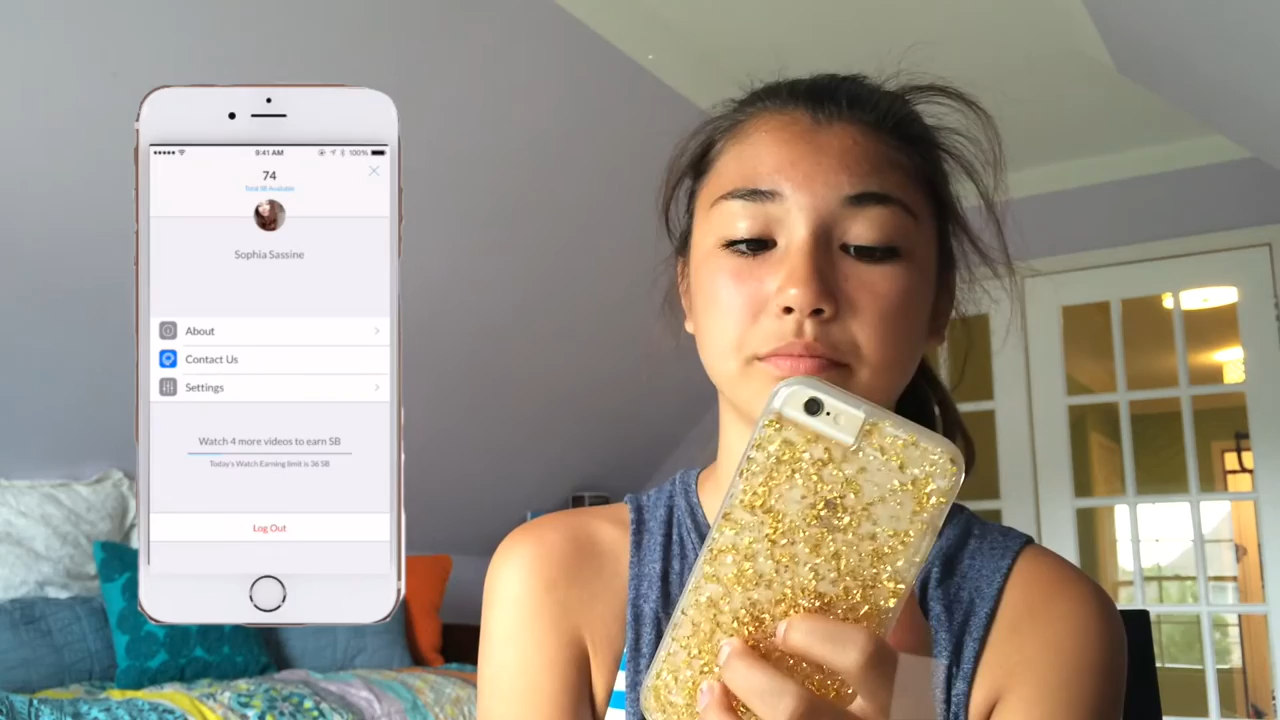 9:41 AM 100%
74
Total SB Available
Sophia Sassine
About
Contact Us
Settings
Watch 4 more videos to earn SB
Today's Watch Earning limit is 36 SB
Log Out